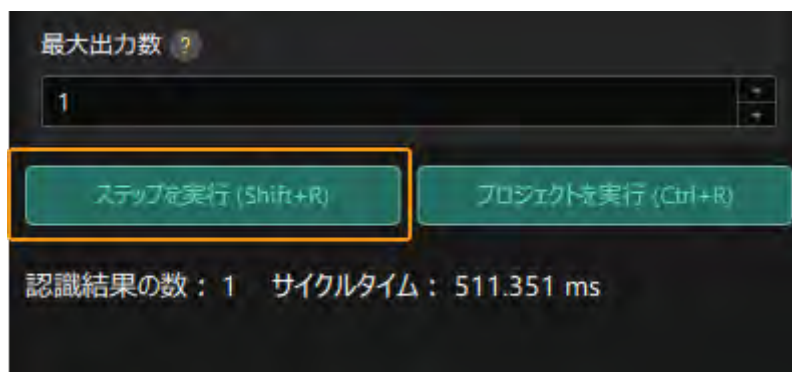 最大出力数 ?
1
ステップを実行 (Shift+R) プロジェクトを実行 (Ctrl+R)
認識結果の数： 1 サイクルタイム： 511.351 ms